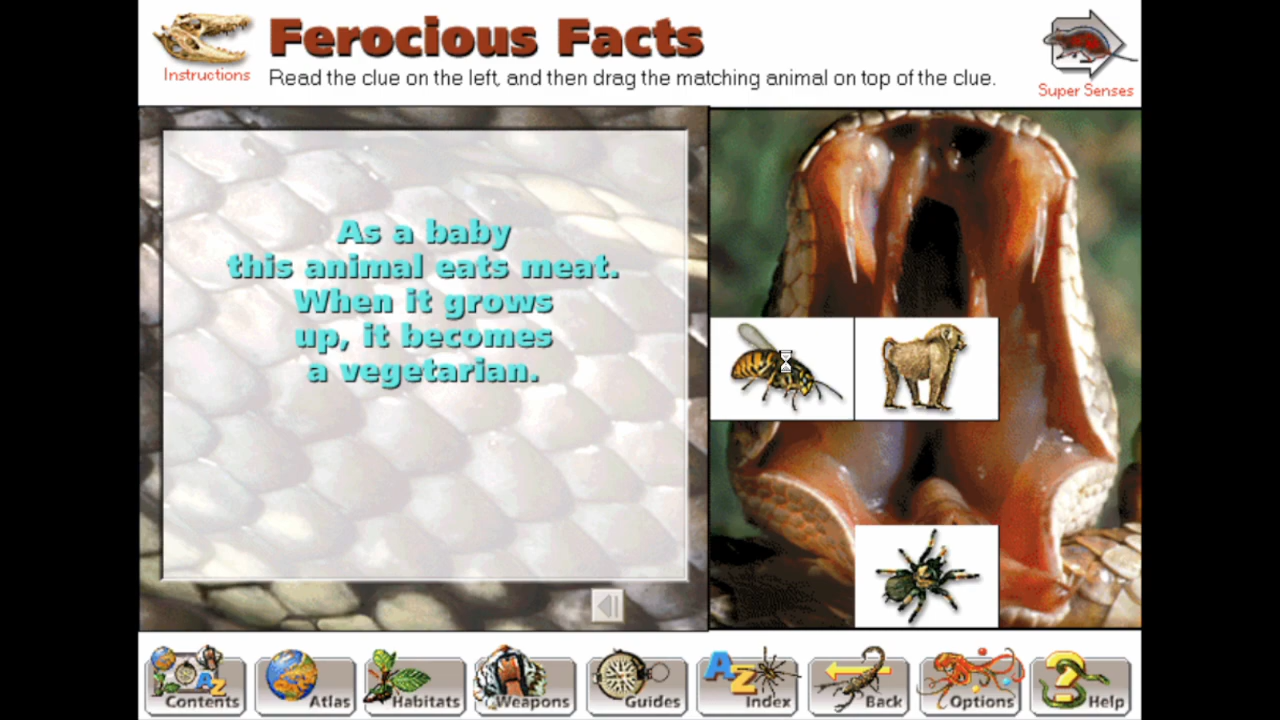 Ferocious Facts
Instructions
Read the clue on the left, and then drag the matching animal on top of the clue.
Super Senses
As a baby
this animal eats meat.
When it grows
up, it becomes
a vegetarian.
Contents
Atlas
Habitats
Weapons
Guides
A Z
Index
Back
Options
?
Help